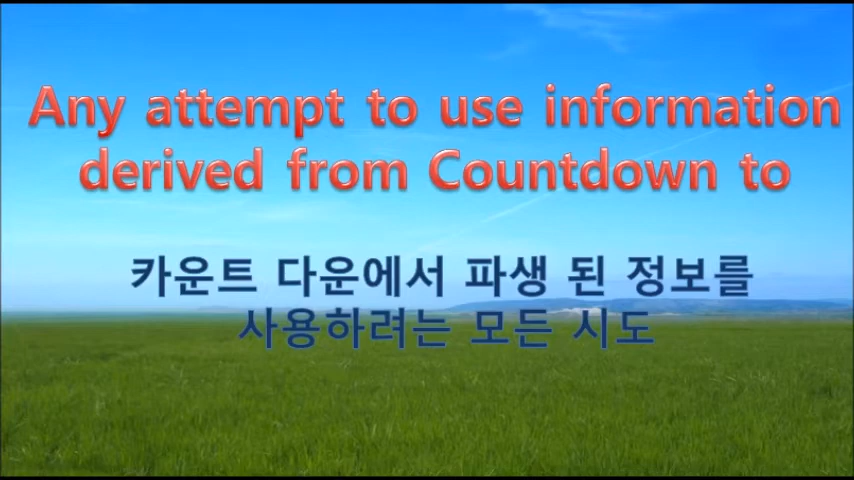 Any attempt to use information
derived from Countdown to
카운트 다운에서 파생 된 정보를
사용하려는 모든 시도